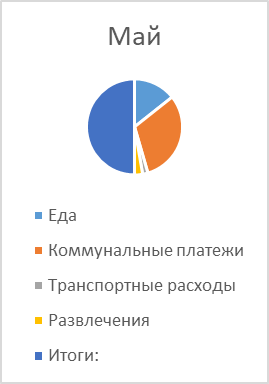 Май
Еда
Коммунальные платежи
Транспортные расходы
Развлечения
Итоги: